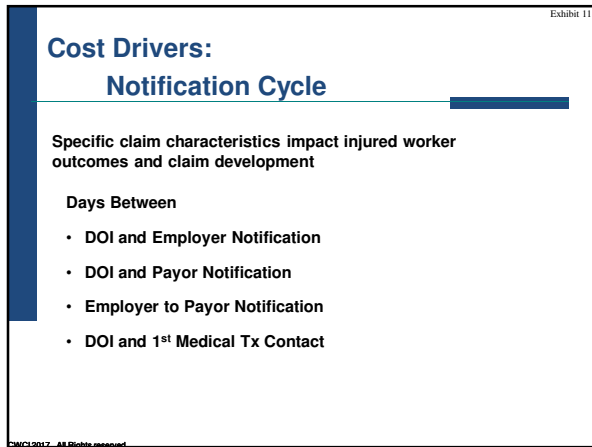 Exhibit 11
Cost Drivers:
Notification Cycle
Specific claim characteristics impact injured worker
outcomes and claim development
Days Between
• DOI and Employer Notification
• DOI and Payor Notification
• Employer to Payor Notification
• DOI and 1st Medical Tx Contact
CWCI 2017 . All Rights reserved